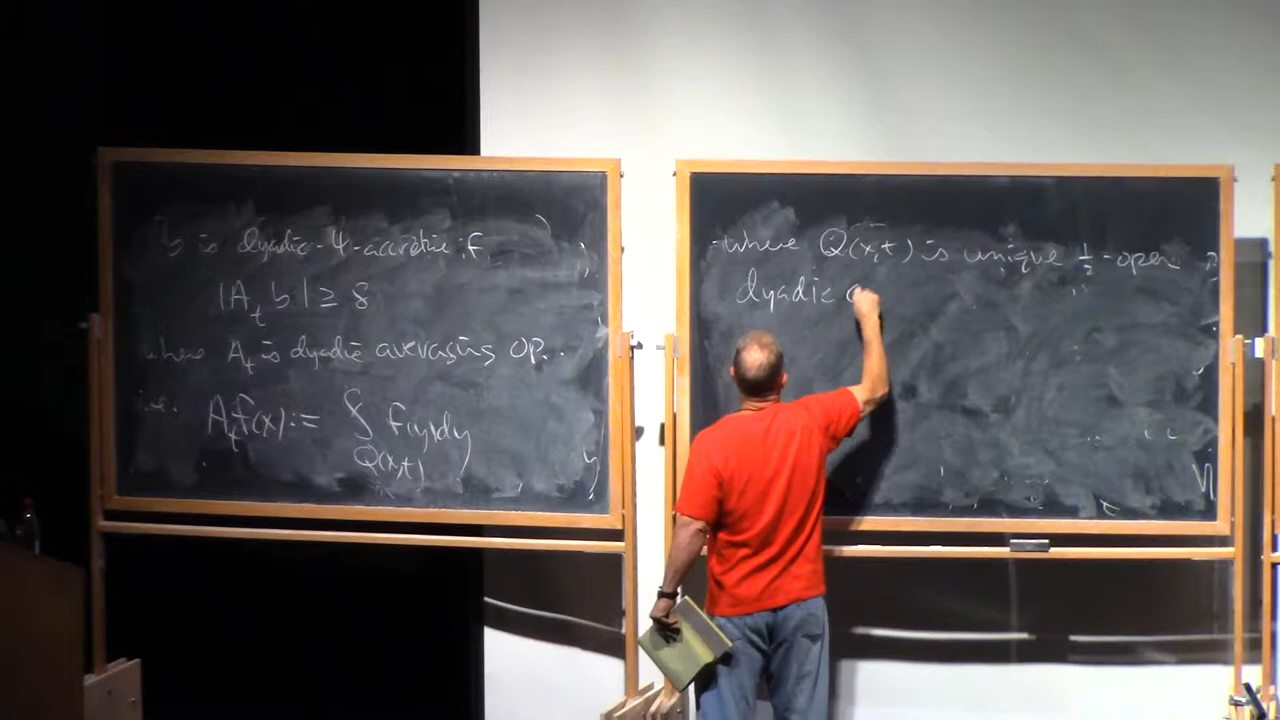 b is dyadic-ψ-accretive if
|A_t b| ≥ δ
where A_t is dyadic averaging op.
i.e. A_t f(x) := ⨍_{Q(x,t)} f(y)dy
where Q(x,t) is unique ½-open
dyadic